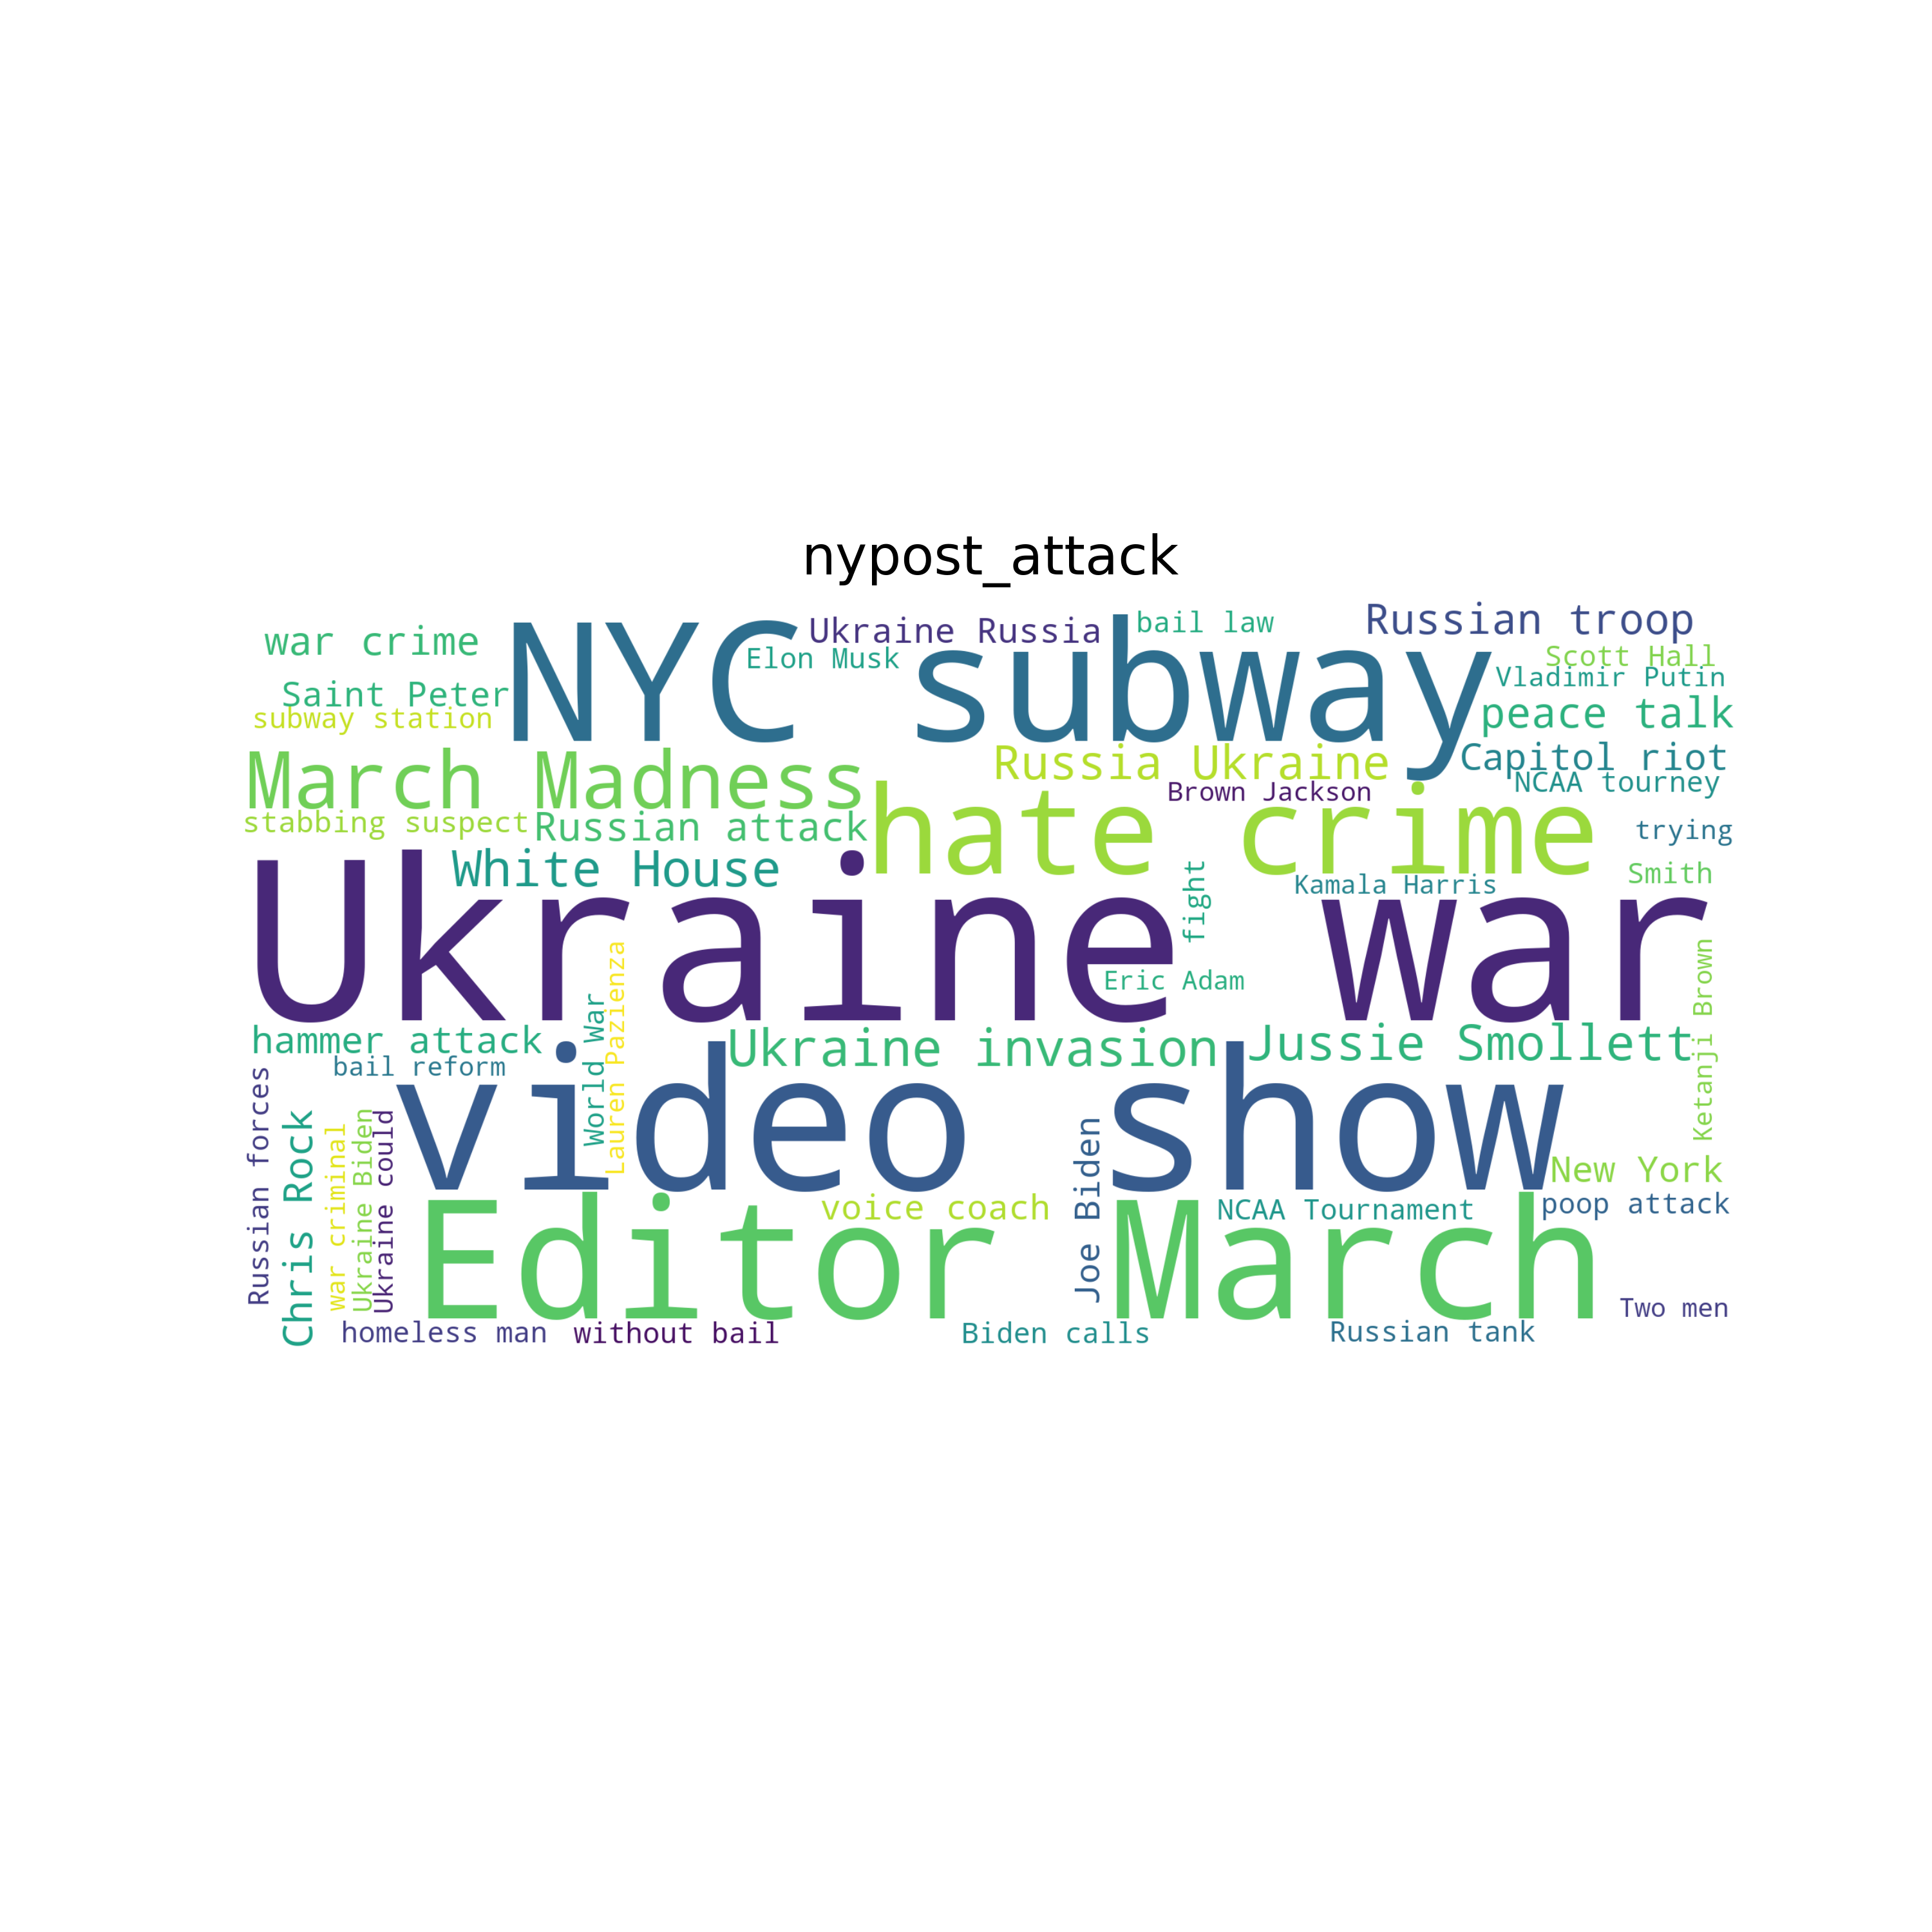 nypost_attack
war crime
NYC subway
Ukraine Russia
bail law
Russian troop
Elon Musk
Scott Hall
Vladimir Putin
Saint Peter
subway station
peace talk
March Madness
Russia Ukraine
Capitol riot
NCAA tourney
Brown Jackson
hate crime
stabbing suspect
Russian attack
trying
White House
Smith
Kamala Harris
fight
Ukraine war
Eric Adam
Ketanji Brown
World War
Lauren Pazienza
hammer attack
Ukraine invasion
Jussie Smollett
bail reform
video show
Russian forces
Chris Rock
war criminal
Ukraine Biden
Ukraine could
Joe Biden
New York
voice coach
NCAA Tournament
poop attack
Editor March
Two men
homeless man
without bail
Biden calls
Russian tank